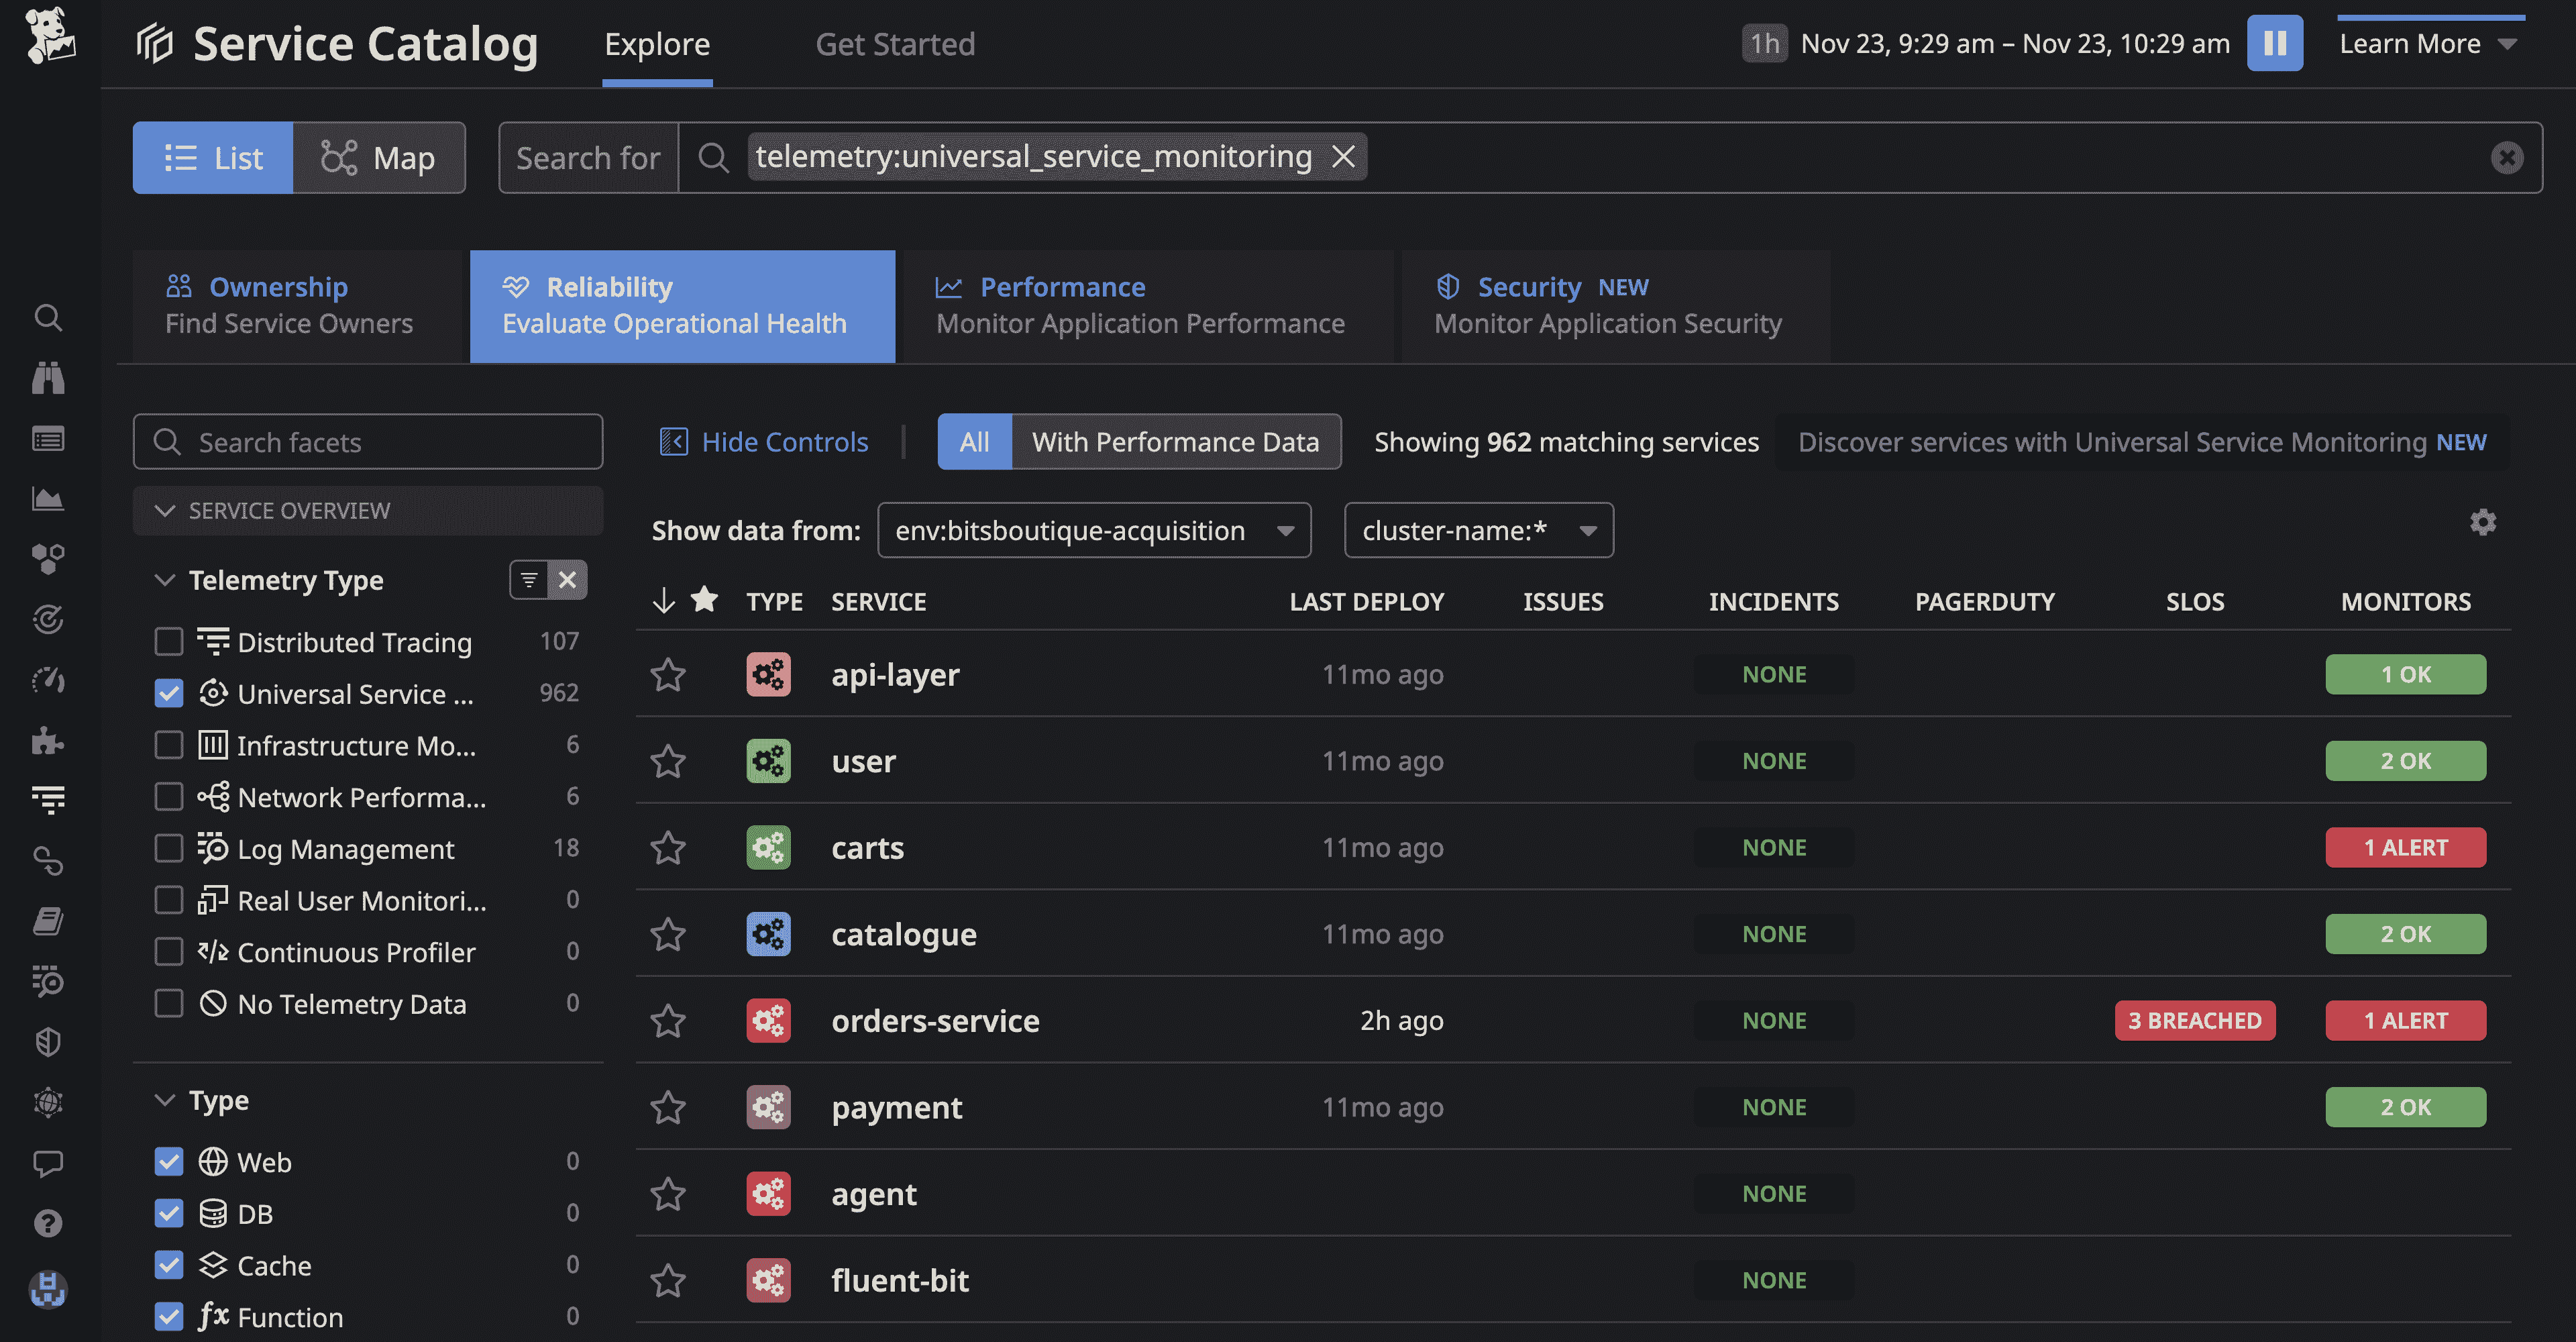 Service Catalog
Explore
Get Started
1h Nov 23, 9:29 am – Nov 23, 10:29 am
Learn More
List
Map
Search for
telemetry:universal_service_monitoring
Ownership
Find Service Owners
Reliability
Evaluate Operational Health
Performance
Monitor Application Performance
Security NEW
Monitor Application Security
Search facets
Hide Controls
All
With Performance Data
Showing 962 matching services
Discover services with Universal Service Monitoring NEW
SERVICE OVERVIEW
Telemetry Type
Distributed Tracing 107
Universal Service ... 962
Infrastructure Mo... 6
Network Performa... 6
Log Management 18
Real User Monitori... 0
Continuous Profiler 0
No Telemetry Data 0
Type
Web 0
DB 0
Cache 0
fx Function 0
Show data from: env:bitsboutique-acquisition cluster-name:*
TYPE SERVICE LAST DEPLOY ISSUES INCIDENTS PAGERDUTY SLOS MONITORS
api-layer 11mo ago NONE 1 OK
user 11mo ago NONE 2 OK
carts 11mo ago NONE 1 ALERT
catalogue 11mo ago NONE 2 OK
orders-service 2h ago NONE 3 BREACHED 1 ALERT
payment 11mo ago NONE 2 OK
agent NONE
fluent-bit NONE